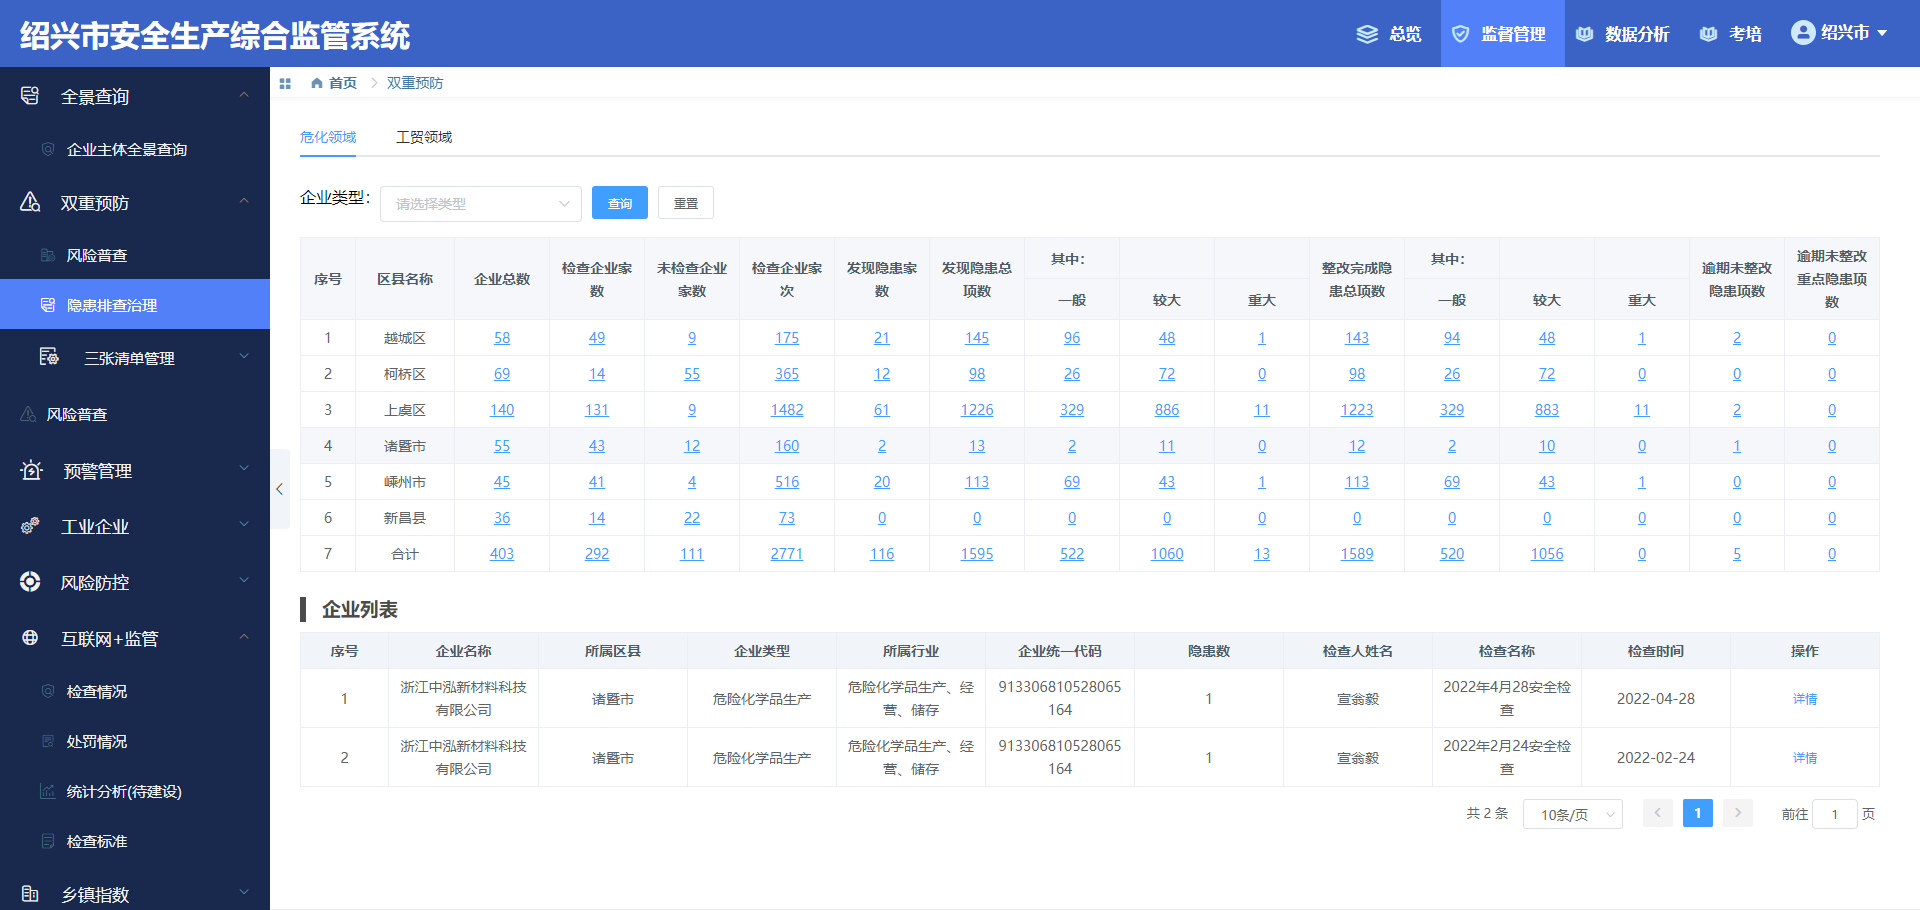 绍兴市安全生产综合监管系统
总览
监督管理
数据分析
考培
绍兴市
全景查询
企业主体全景查询
双重预防
风险普查
隐患排查治理
三张清单管理
风险普查
预警管理
工业企业
风险防控
互联网+监管
检查情况
处罚情况
统计分析(待建设)
检查标准
乡镇指数
首页
双重预防
危化领域
工贸领域
企业类型:
请选择类型
查询
重置
序号 区县名称 企业总数 检查企业家数 未检查企业家数 检查企业家次 发现隐患家数 发现隐患总项数 其中: 整改完成隐患总项数 其中: 逾期未整改隐患项数 逾期未整改重点隐患项数
一般 较大 重大 一般 较大 重大
1 越城区 58 49 9 175 21 145 96 48 1 143 94 48 1 2 0
2 柯桥区 69 14 55 365 12 98 26 72 0 98 26 72 0 0 0
3 上虞区 140 131 9 1482 61 1226 329 886 11 1223 329 883 11 2 0
4 诸暨市 55 43 12 160 2 13 2 11 0 12 2 10 0 1 0
5 嵊州市 45 41 4 516 20 113 69 43 1 113 69 43 1 0 0
6 新昌县 36 14 22 73 0 0 0 0 0 0 0 0 0 0 0
7 合计 403 292 111 2771 116 1595 522 1060 13 1589 520 1056 0 5 0
企业列表
序号 企业名称 所属区县 企业类型 所属行业 企业统一代码 隐患数 检查人姓名 检查名称 检查时间 操作
1 浙江中泓新材料科技有限公司 诸暨市 危险化学品生产 危险化学品生产、经营、储存 913306810528065164 1 宣翁毅 2022年4月28安全检查 2022-04-28 详情
2 浙江中泓新材料科技有限公司 诸暨市 危险化学品生产 危险化学品生产、经营、储存 913306810528065164 1 宣翁毅 2022年2月24安全检查 2022-02-24 详情
共 2 条 10条/页 1 前往 1 页